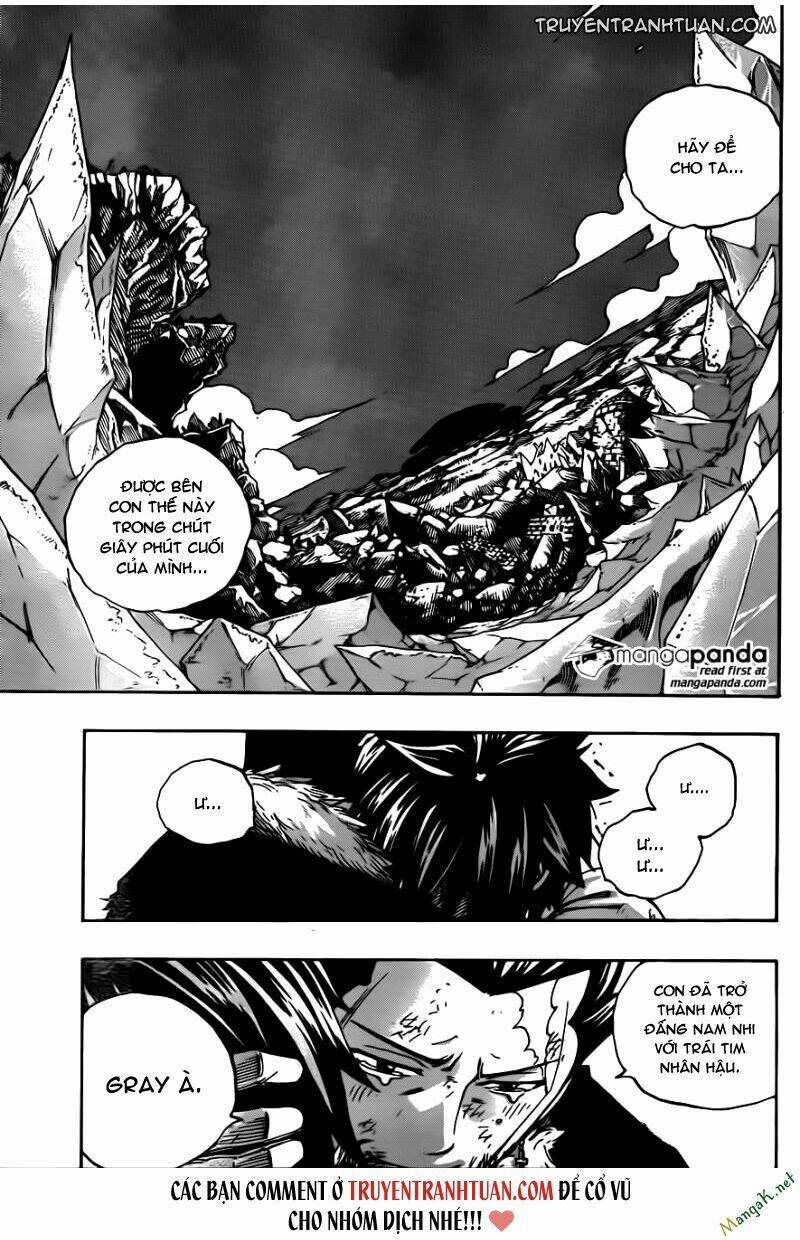 TRUYENTRANHTUAN.COM
HÃY ĐỂ
CHO TA...
ĐƯỢC BÊN
CON THẾ NÀY
TRONG CHÚT
GIÂY PHÚT CUỐI
CỦA MÌNH...
mangapanda
read first at
mangapanda.com
Ư....
Ư...
Ư...
Ư...
CON ĐÃ TRỞ
THÀNH MỘT
ĐẤNG NAM NHI
VỚI TRÁI TIM
NHÂN HẬU.
GRAY À.
CÁC BẠN COMMENT Ở TRUYENTRANHTUAN.COM ĐỂ CỔ VŨ
CHO NHÓM DỊCH NHÉ!!!
MangaK.net